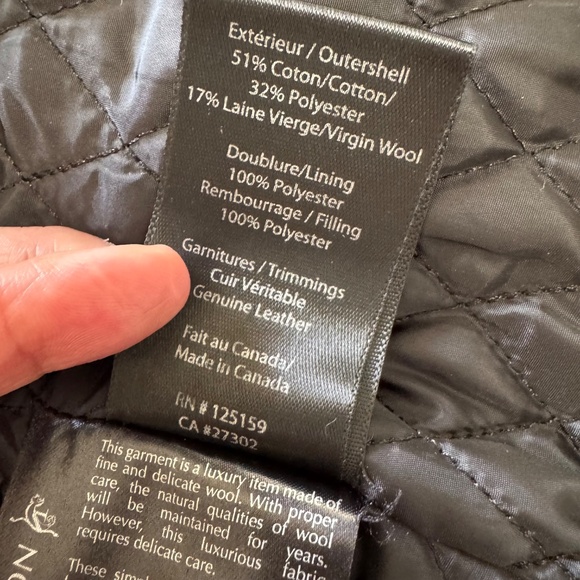 Extérieur / Outershell
51% Coton/Cotton/
32% Polyester
17% Laine Vierge/Virgin Wool
Doublure/Lining
100% Polyester
Rembourrage / Filling
100% Polyester
Garnitures / Trimmings
Cuir Véritable
Genuine Leather
Fait au Canada/
Made in Canada
RN # 125159
CA #27302
This garment is a luxury item made of
fine and delicate wool. With proper
care, the natural qualities of wool
will be maintained for years.
However, this luxurious fabric
requires delicate care.
These
ON